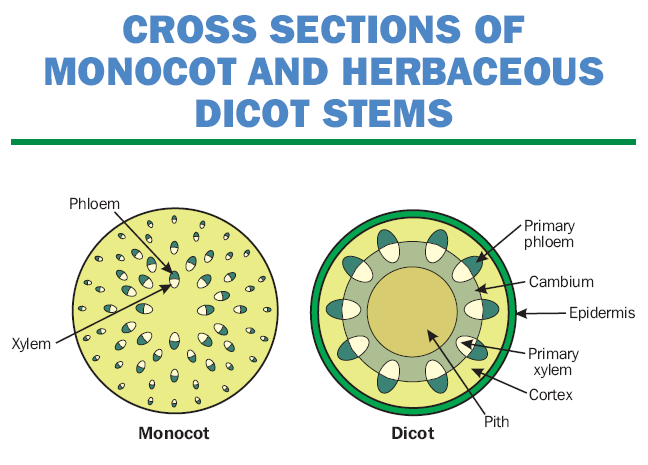 CROSS SECTIONS OF
MONOCOT AND HERBACEOUS
DICOT STEMS
Phloem
Xylem
Monocot
Primary
phloem
Cambium
Epidermis
Primary
xylem
Cortex
Pith
Dicot